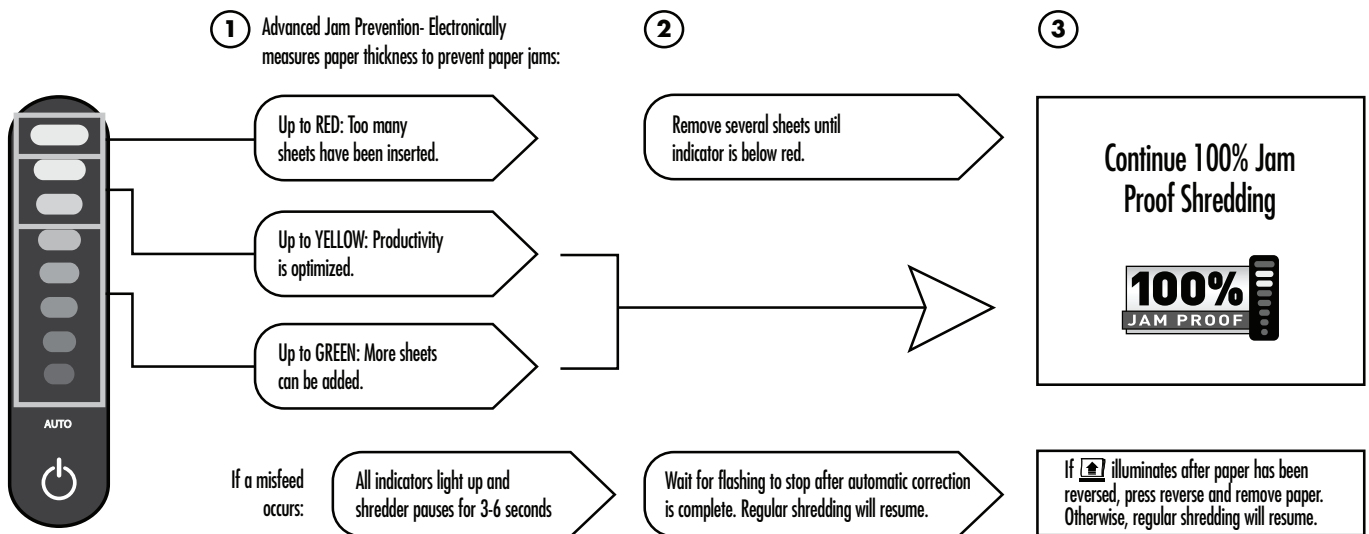 1
Advanced Jam Prevention- Electronically
measures paper thickness to prevent paper jams:
2
3
Up to RED: Too many
sheets have been inserted.
Remove several sheets until
indicator is below red.
Continue 100% Jam
Proof Shredding
Up to YELLOW: Productivity
is optimized.
100%
JAM PROOF
Up to GREEN: More sheets
can be added.
AUTO
If a misfeed
occurs:
All indicators light up and
shredder pauses for 3-6 seconds
Wait for flashing to stop after automatic correction
is complete. Regular shredding will resume.
If illuminates after paper has been
reversed, press reverse and remove paper.
Otherwise, regular shredding will resume.